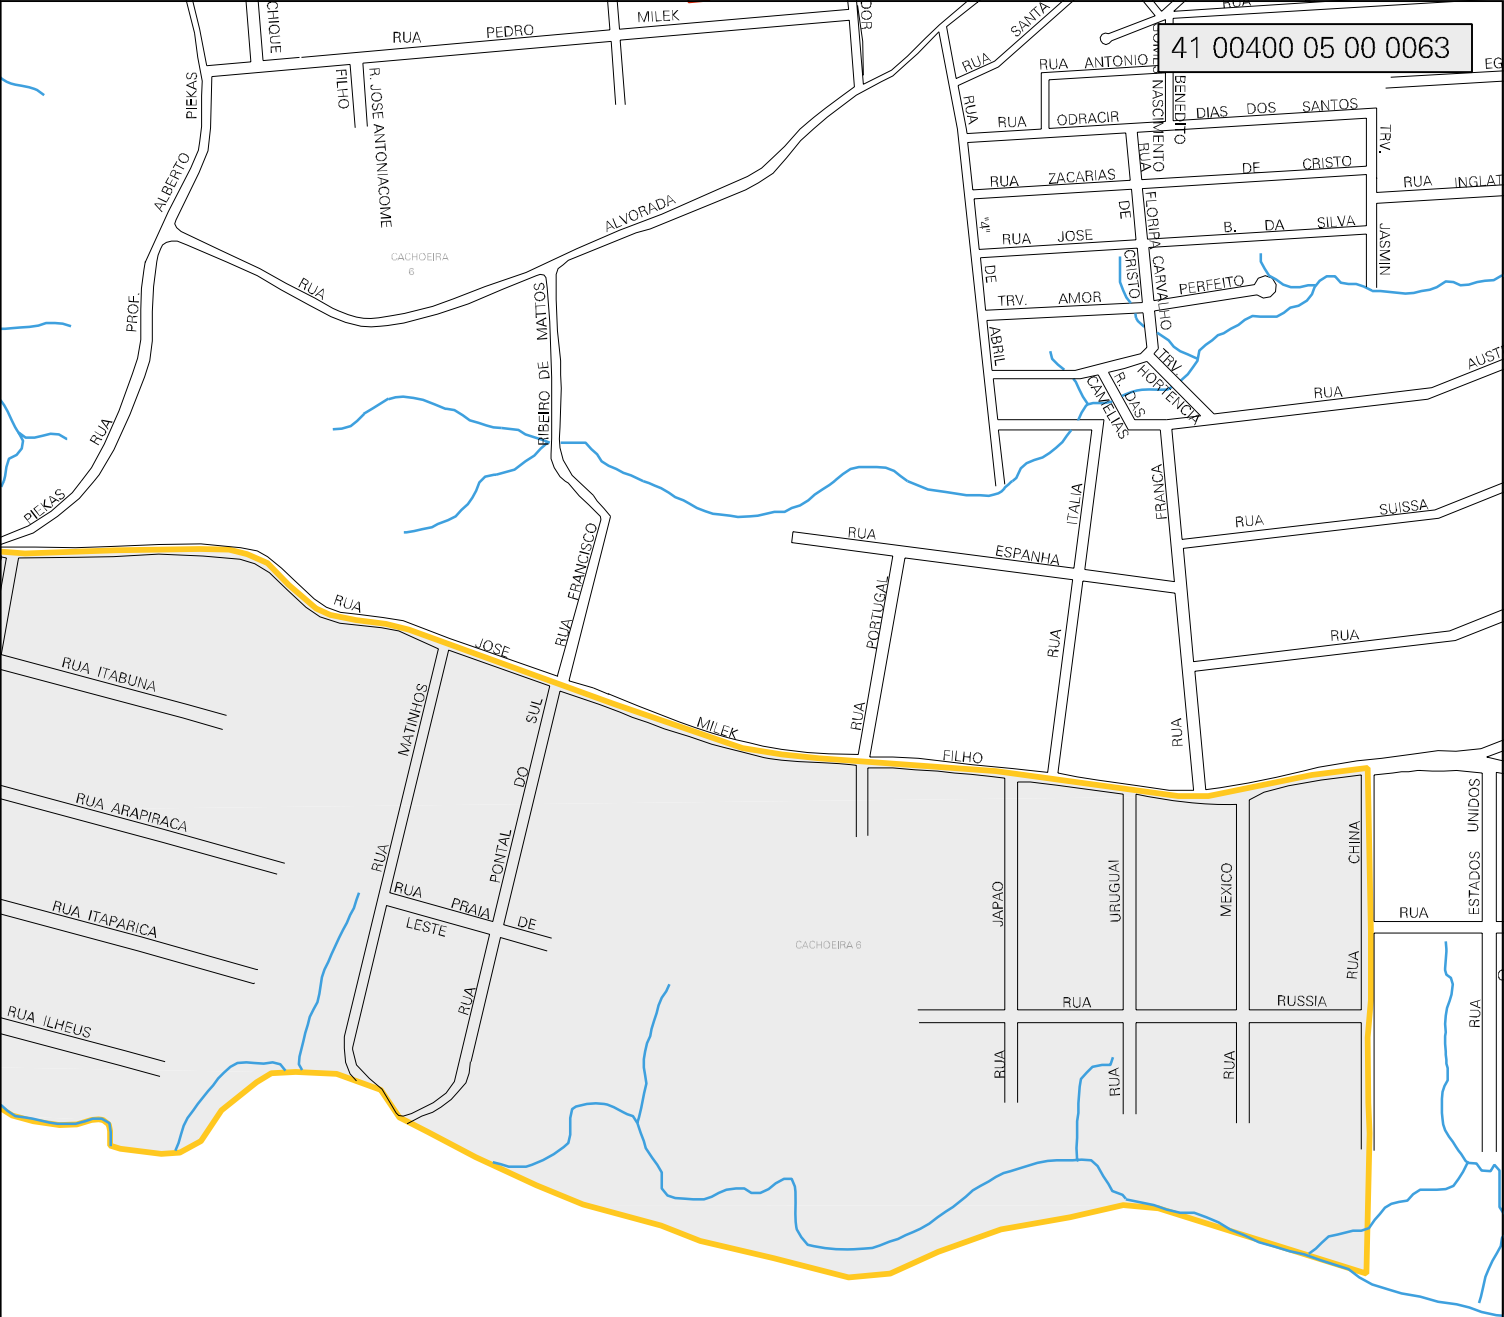 41 00400 05 00 0063
CHIQUE
RUA PEDRO MILEK
DOR
RUA SANTA
RUA
PIEKAS
FILHO
R. JOSE ANTONIACOME
RUA ANTONIO
NASCIMENTO
BENEDITO
EG
RUA
RUA ODRACIR DIAS DOS SANTOS
TRV.
RUA
RUA ZACARIAS DE CRISTO
RUA INGLAT
ALBERTO
ALVORADA
"4"
DE
FLORIPA CARVALHO
RUA JOSE B. DA SILVA
JASMIN
CACHOEIRA
6
RUA
DE
CRISTO
TRV. AMOR PERFEITO
PROF.
RIBEIRO DE MATTOS
ABRIL
TRV.
HORTENCIA
R. DAS
CAMELIAS
RUA AUST
RUA
PIEKAS
ITALIA
FRANCA
RUA SUISSA
RUA ESPANHA
FRANCISCO
RUA
PORTUGAL
RUA
RUA
RUA
RUA
RUA JOSE MILEK FILHO
RUA ITABUNA
MATINHOS
RUA
SUL
DO
PONTAL
RUA
RUA ARAPIRACA
RUA PRAIA DE
LESTE
RUA ITAPARICA
RUA ILHEUS
CACHOEIRA 6
JAPAO
RUA
URUGUAI
RUA
MEXICO
RUA
CHINA
RUA
RUA RUSSIA
UNIDOS
ESTADOS
RUA
RUA